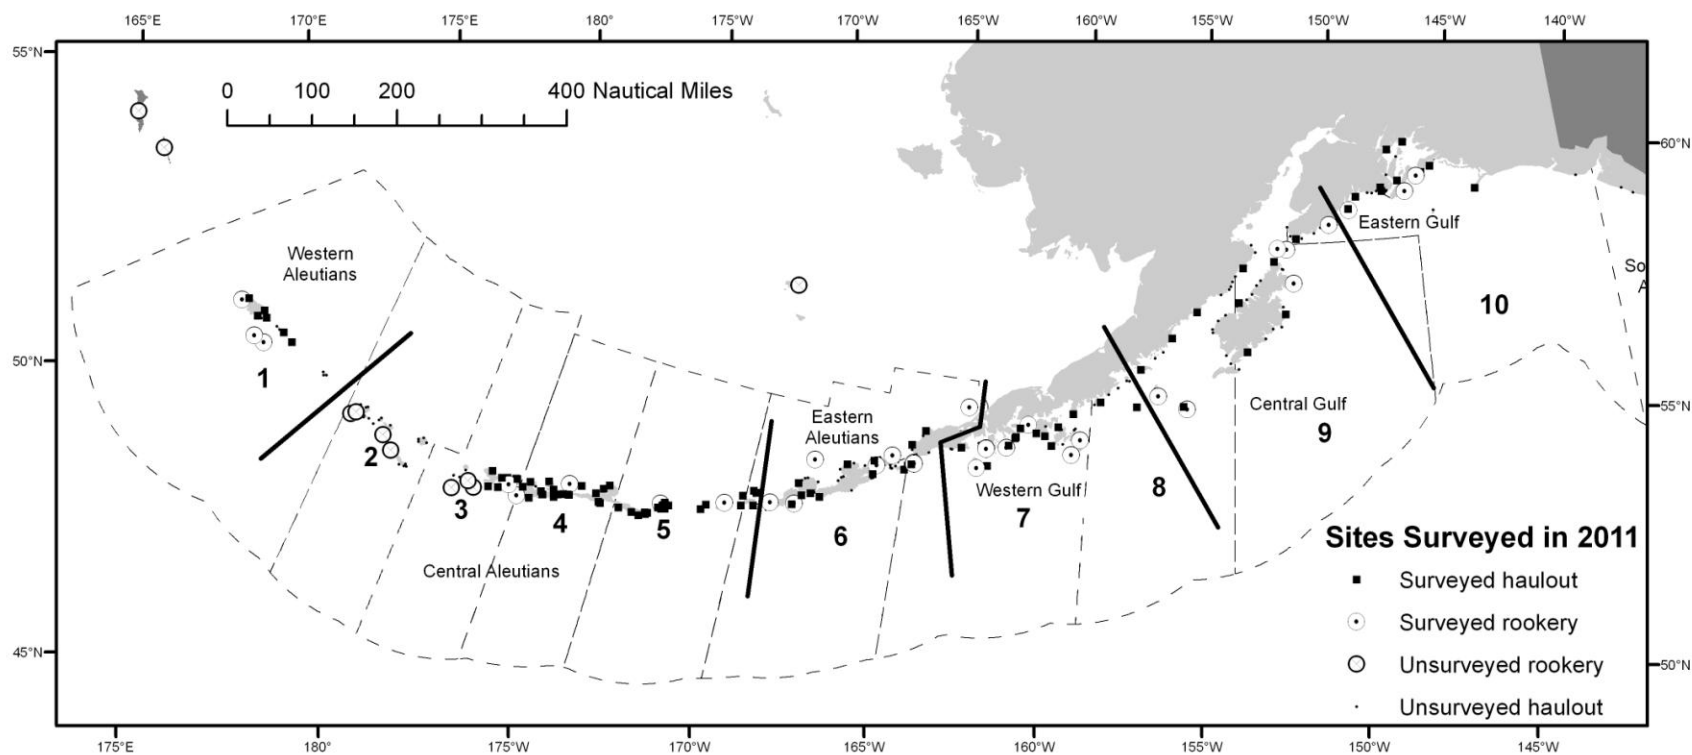 165°E 170°E 175°E 180° 175°W 170°W 165°W 160°W 155°W 150°W 145°W 140°W
55°N
0 100 200 400 Nautical Miles
60°N
Western
Aleutians
Eastern Gulf
So
A
10
50°N
1
Eastern
Aleutians
Central Gulf
9
55°N
2
3
4
5
6
Western Gulf
7
8
Central Aleutians
Sites Surveyed in 2011
Surveyed haulout
Surveyed rookery
Unsurveyed rookery
Unsurveyed haulout
45°N
50°N
175°E 180° 175°W 170°W 165°W 160°W 155°W 150°W 145°W